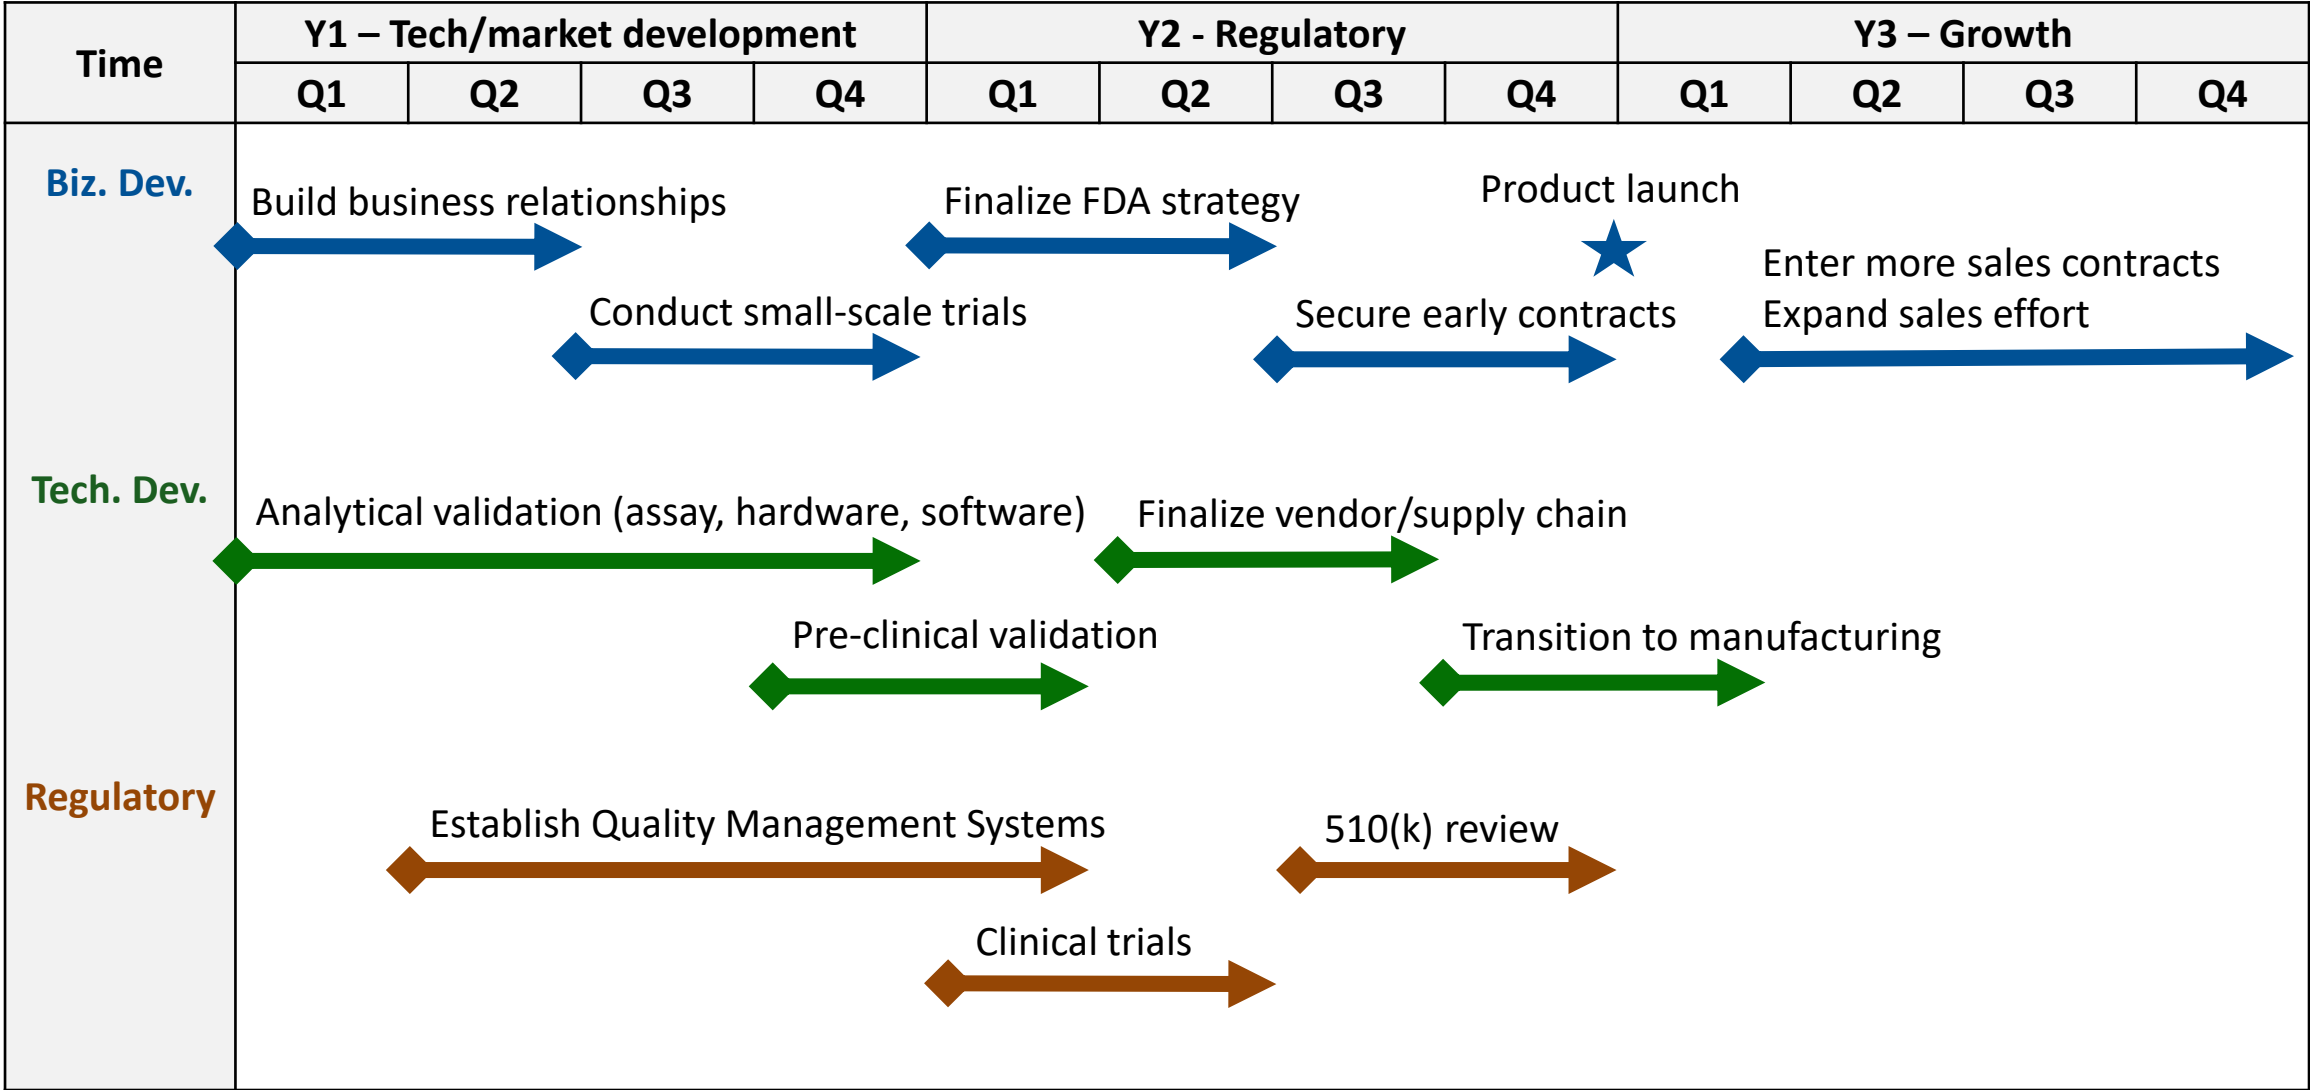 Time
Y1 – Tech/market development
Y2 - Regulatory
Y3 – Growth
Q1 Q2 Q3 Q4 Q1 Q2 Q3 Q4 Q1 Q2 Q3 Q4
Biz. Dev.
Build business relationships
Finalize FDA strategy
Product launch
Conduct small-scale trials
Secure early contracts
Enter more sales contracts
Expand sales effort
Tech. Dev.
Analytical validation (assay, hardware, software)
Finalize vendor/supply chain
Pre-clinical validation
Transition to manufacturing
Regulatory
Establish Quality Management Systems
510(k) review
Clinical trials